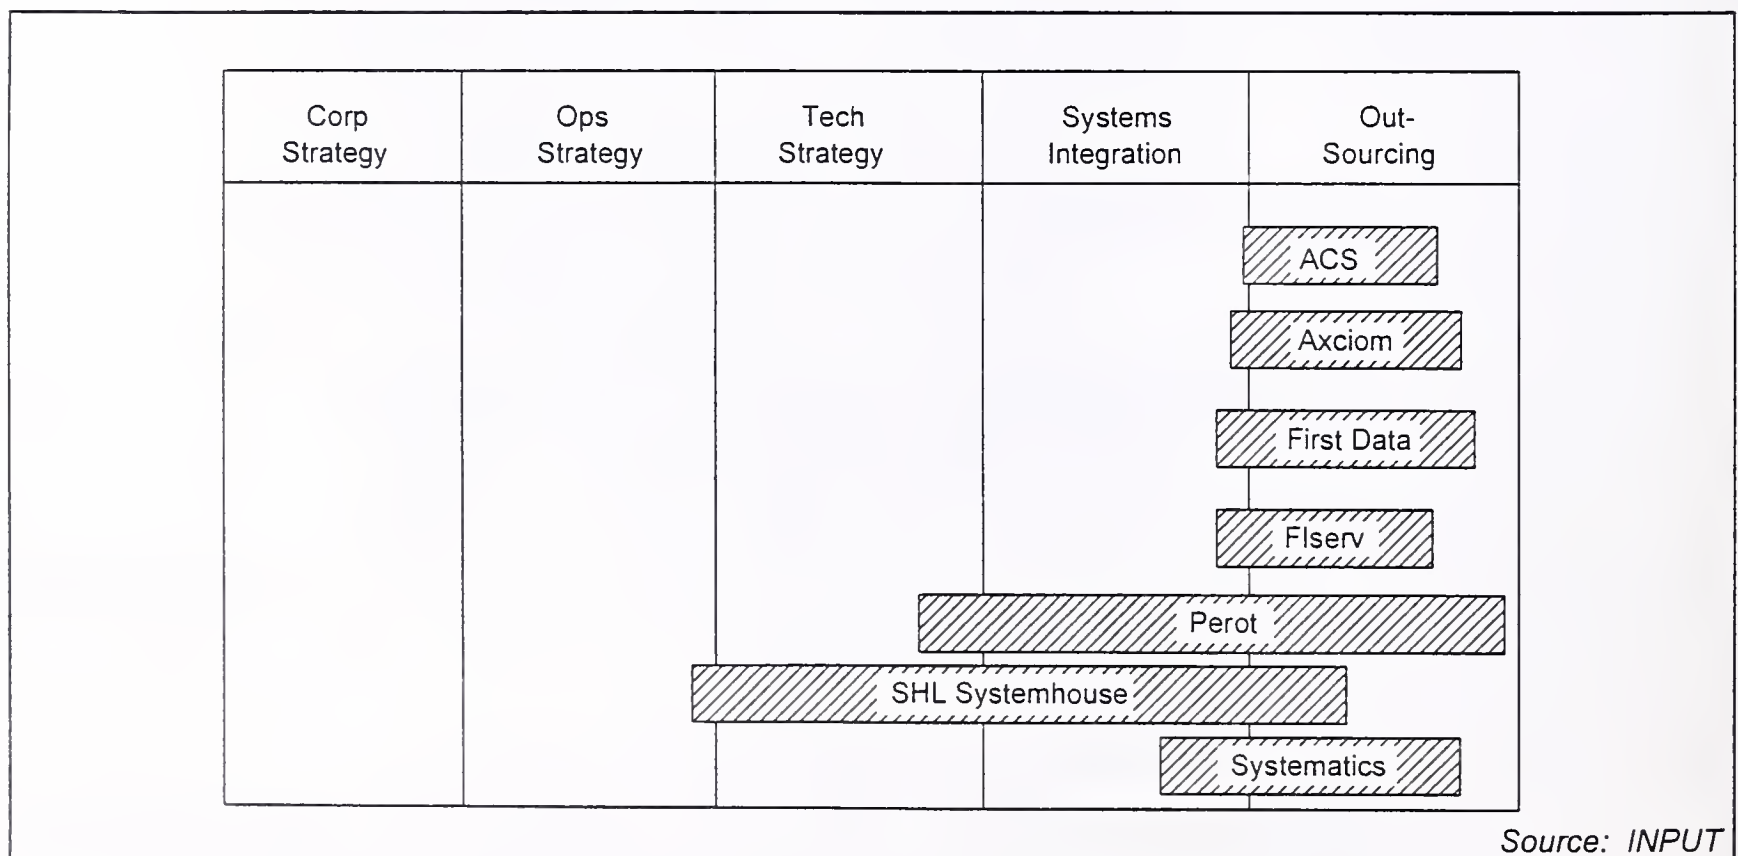 Corp
Strategy
Ops
Strategy
Tech
Strategy
Systems
Integration
Out-
Sourcing
ACS
Axciom
First Data
FIserv
Perot
SHL Systemhouse
Systematics
Source: INPUT